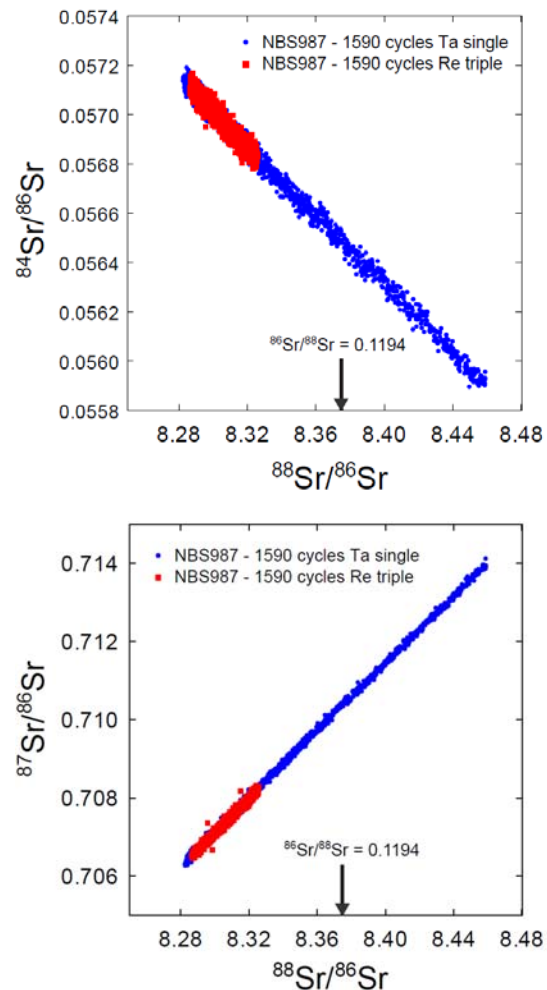 0.0574
0.0572
0.0570
0.0568
0.0566
0.0564
0.0562
0.0560
0.0558
⁸⁴Sr/⁸⁶Sr
NBS987 - 1590 cycles Ta single
NBS987 - 1590 cycles Re triple
⁸⁶Sr/⁸⁸Sr = 0.1194
8.28 8.32 8.36 8.40 8.44 8.48
⁸⁸Sr/⁸⁶Sr
0.714
0.712
0.710
0.708
0.706
⁸⁷Sr/⁸⁶Sr
NBS987 - 1590 cycles Ta single
NBS987 - 1590 cycles Re triple
⁸⁶Sr/⁸⁸Sr = 0.1194
8.28 8.32 8.36 8.40 8.44 8.48
⁸⁸Sr/⁸⁶Sr